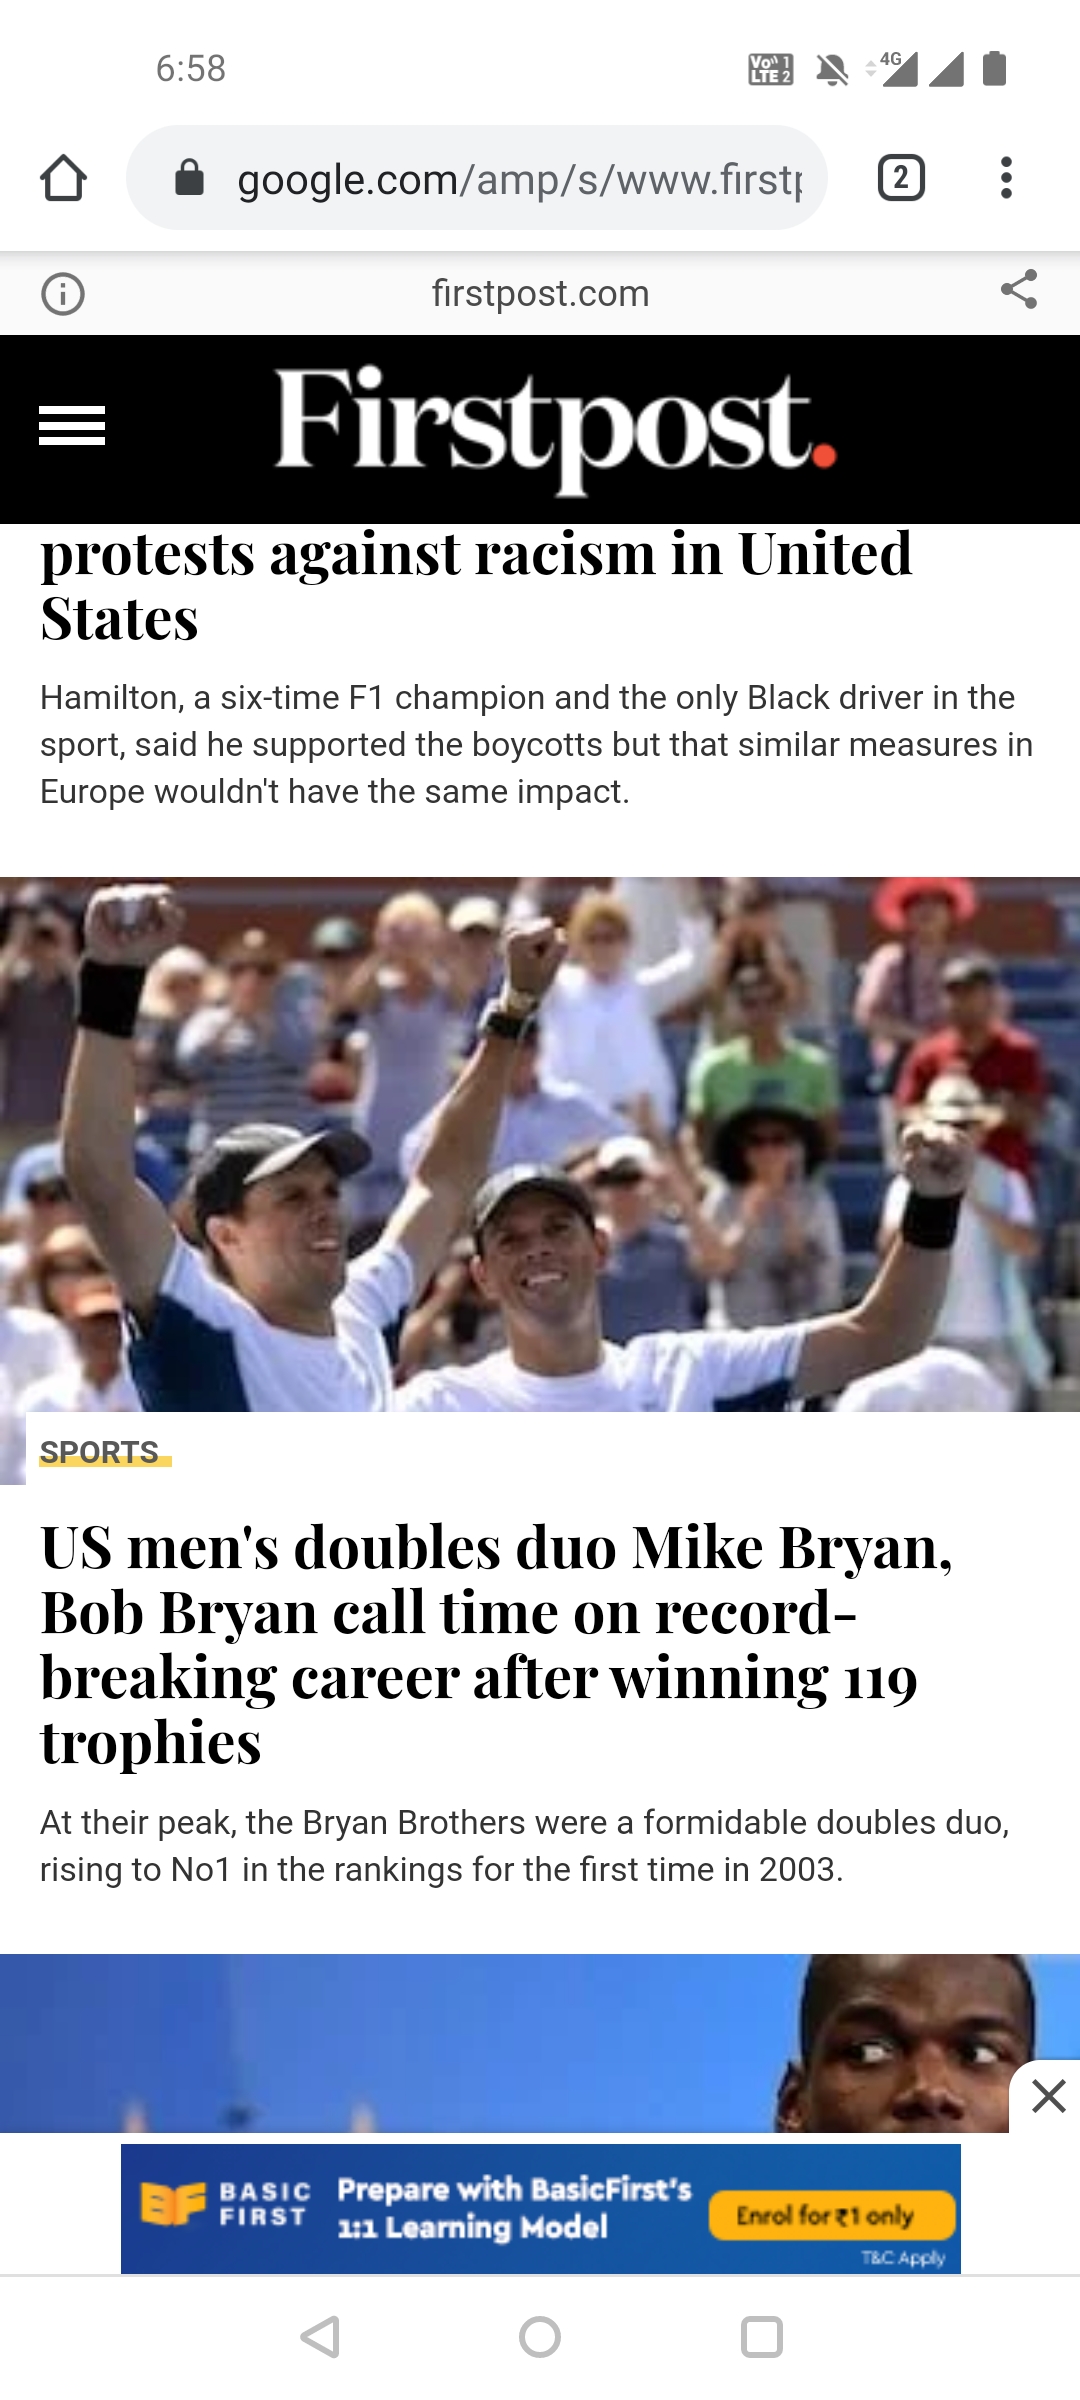 6:58
Vo 1
LTE 2
4G
google.com/amp/s/www.firstp
2
firstpost.com
Firstpost.
protests against racism in United
States
Hamilton, a six-time F1 champion and the only Black driver in the
sport, said he supported the boycotts but that similar measures in
Europe wouldn't have the same impact.
SPORTS
US men's doubles duo Mike Bryan,
Bob Bryan call time on record-
breaking career after winning 119
trophies
At their peak, the Bryan Brothers were a formidable doubles duo,
rising to No1 in the rankings for the first time in 2003.
BASIC
FIRST
Prepare with BasicFirst's
1:1 Learning Model
Enrol for ₹1 only
T&C Apply